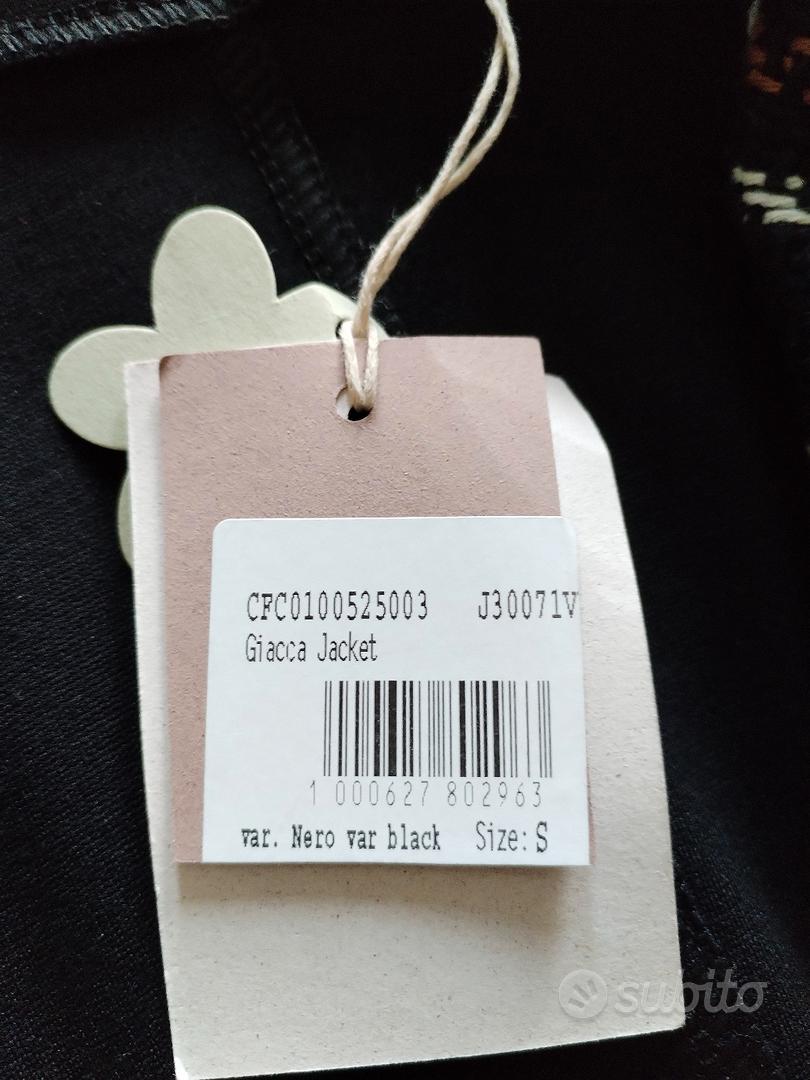 CFC0100525003 J30071V
Giacca Jacket
1 000627 802963
var. Nero var black Size: S
subito